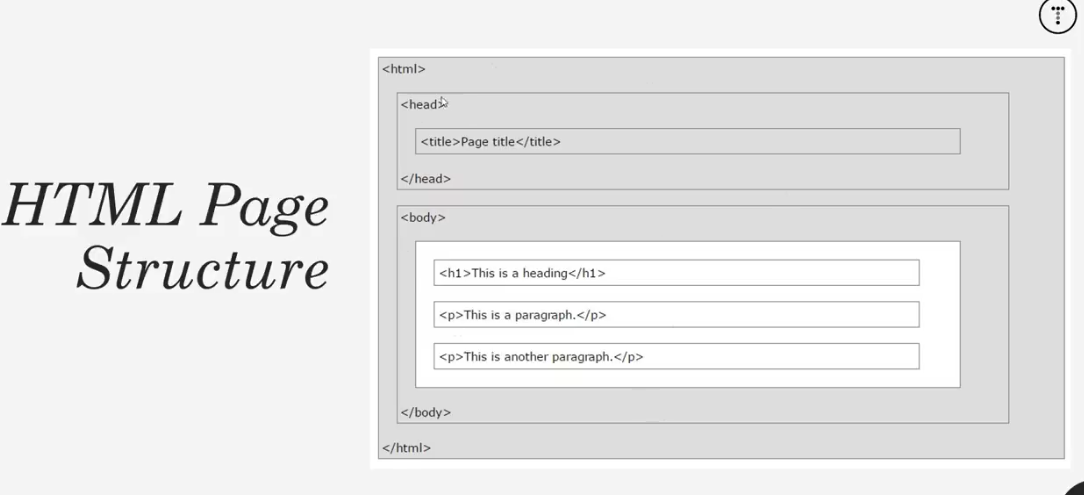 HTML Page
Structure
<html>
<head>
<title>Page title</title>
</head>
<body>
<h1>This is a heading</h1>
<p>This is a paragraph.</p>
<p>This is another paragraph.</p>
</body>
</html>